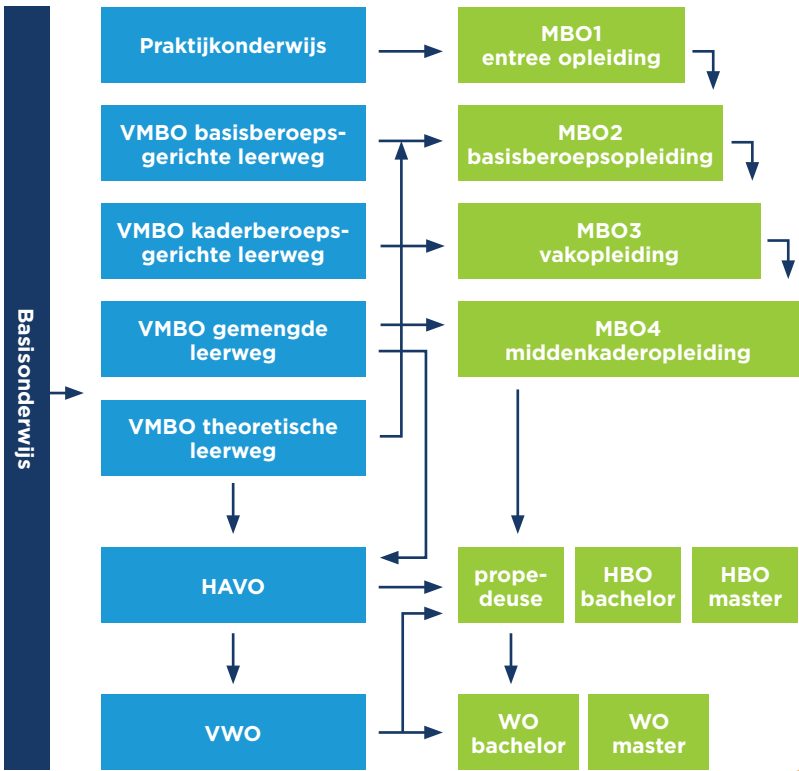 Basisonderwijs
Praktijkonderwijs
MBO1
entree opleiding
VMBO basisberoeps-
gerichte leerweg
MBO2
basisberoepsopleiding
VMBO kaderberoeps-
gerichte leerweg
MBO3
vakopleiding
VMBO gemengde
leerweg
MBO4
middenkaderopleiding
VMBO theoretische
leerweg
HAVO
prope-
deuse
HBO
bachelor
HBO
master
VWO
WO
bachelor
WO
master